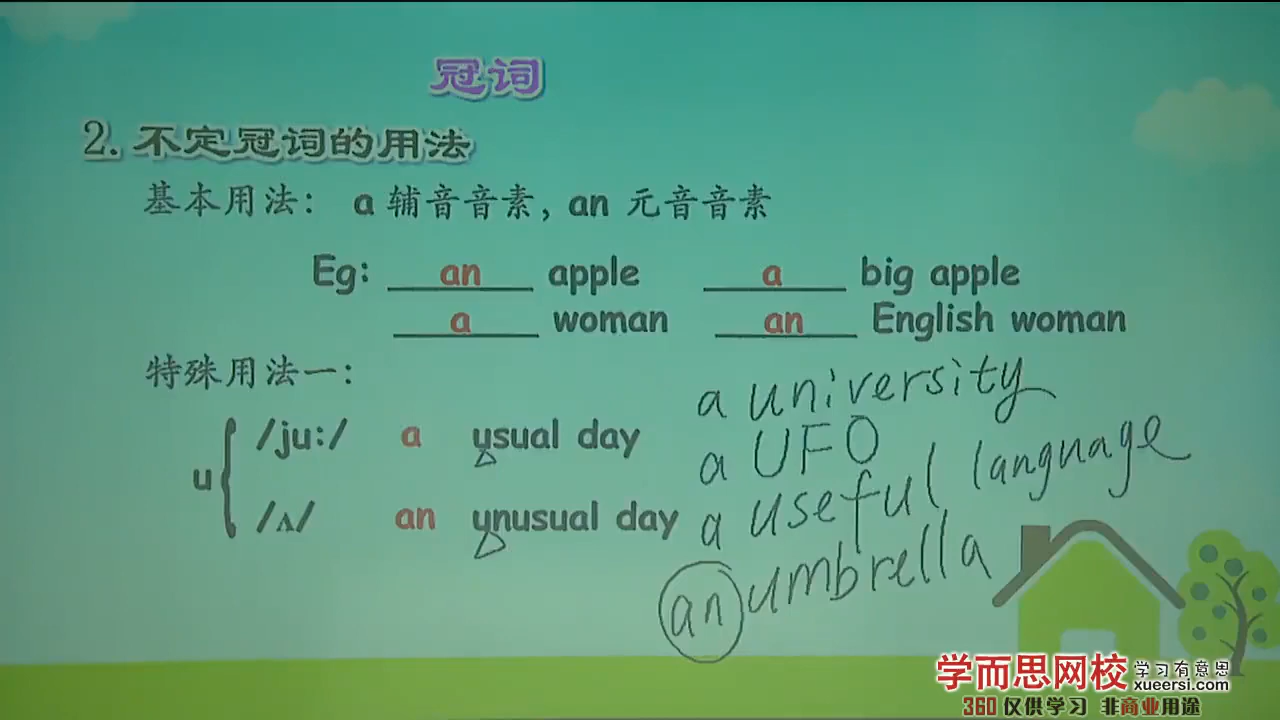 冠词
2. 不定冠词的用法
基本用法： a 辅音音素, an 元音音素
Eg: an apple a big apple
a woman an English woman
特殊用法一：
u /ju:/ a usual day
/ʌ/ an unusual day
a university
a UFO
a useful language
an umbrella
学而思网校 学习有意思
xueersi.com
360 仅供学习 非商业用途